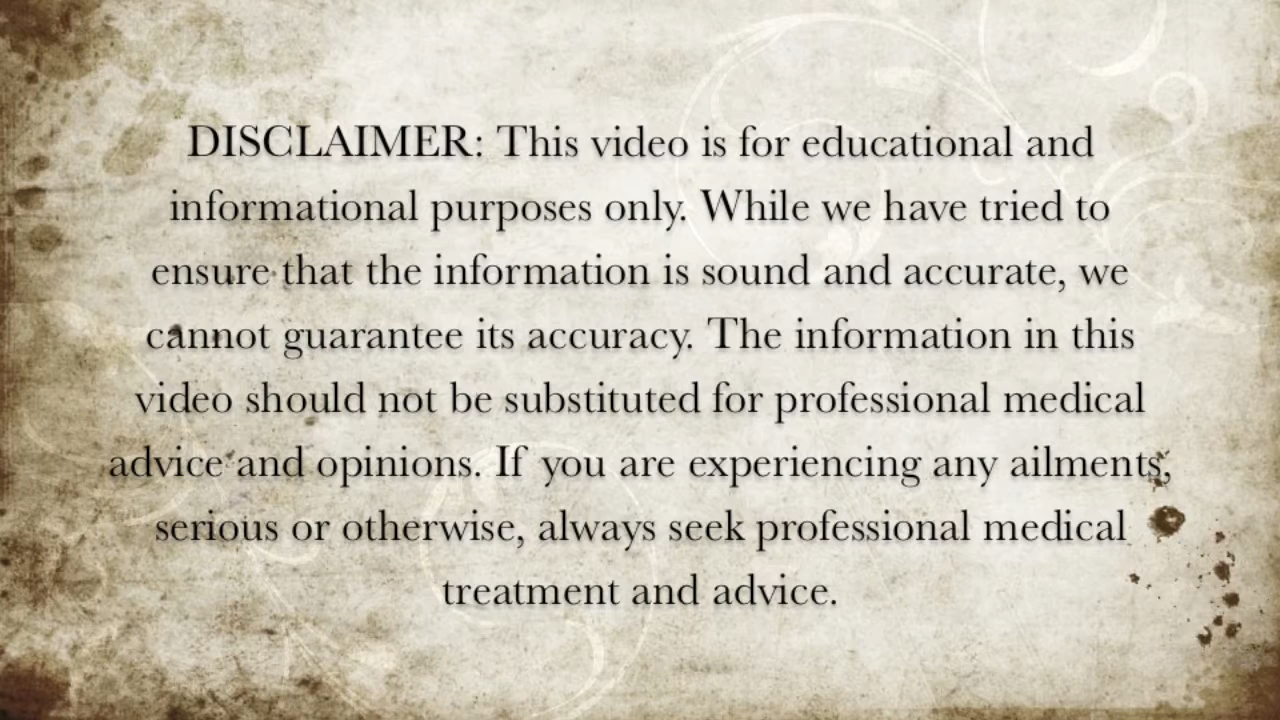 DISCLAIMER: This video is for educational and
informational purposes only. While we have tried to
ensure that the information is sound and accurate, we
cannot guarantee its accuracy. The information in this
video should not be substituted for professional medical
advice and opinions. If you are experiencing any ailments,
serious or otherwise, always seek professional medical
treatment and advice.